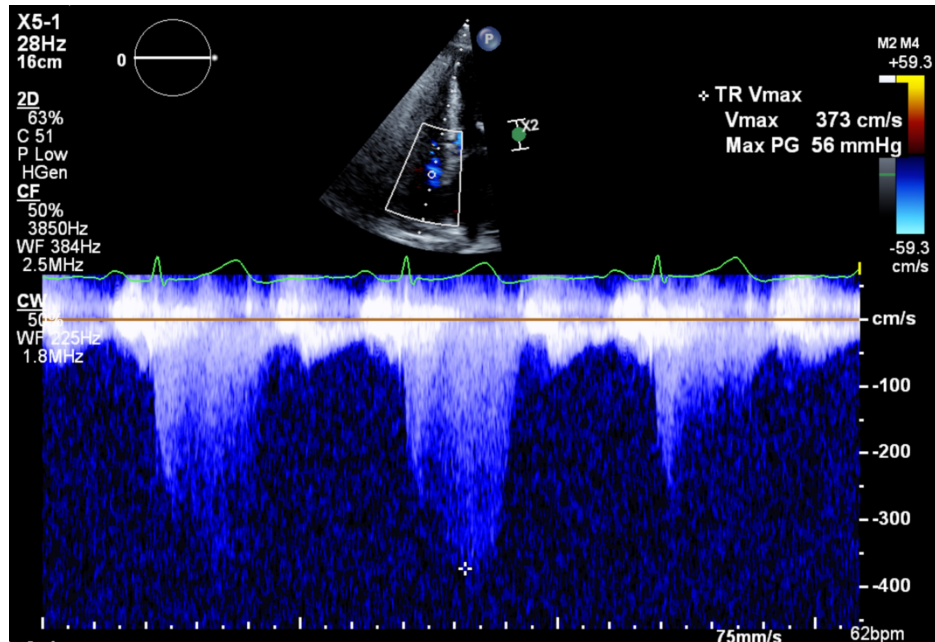 X5-1
28Hz
16cm
0
P
M2 M4
+59.3
TR Vmax
Vmax 373 cm/s
Max PG 56 mmHg
X2
2D
63%
C 51
P Low
HGen
CF
50%
3850Hz
WF 384Hz
2.5MHz
-59.3
cm/s
CW
50%
WF 225Hz
1.8MHz
cm/s
-100
-200
-300
-400
75mm/s
62bpm